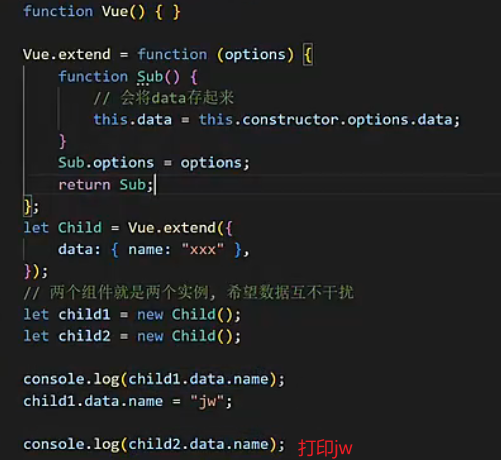 function Vue() { }
Vue.extend = function (options) {
function Sub() {
// 会将data存起来
this.data = this.constructor.options.data;
}
Sub.options = options;
return Sub;
};
let Child = Vue.extend({
data: { name: "xxx" },
});
// 两个组件就是两个实例, 希望数据互不干扰
let child1 = new Child();
let child2 = new Child();
console.log(child1.data.name);
child1.data.name = "jw";
console.log(child2.data.name); 打印jw